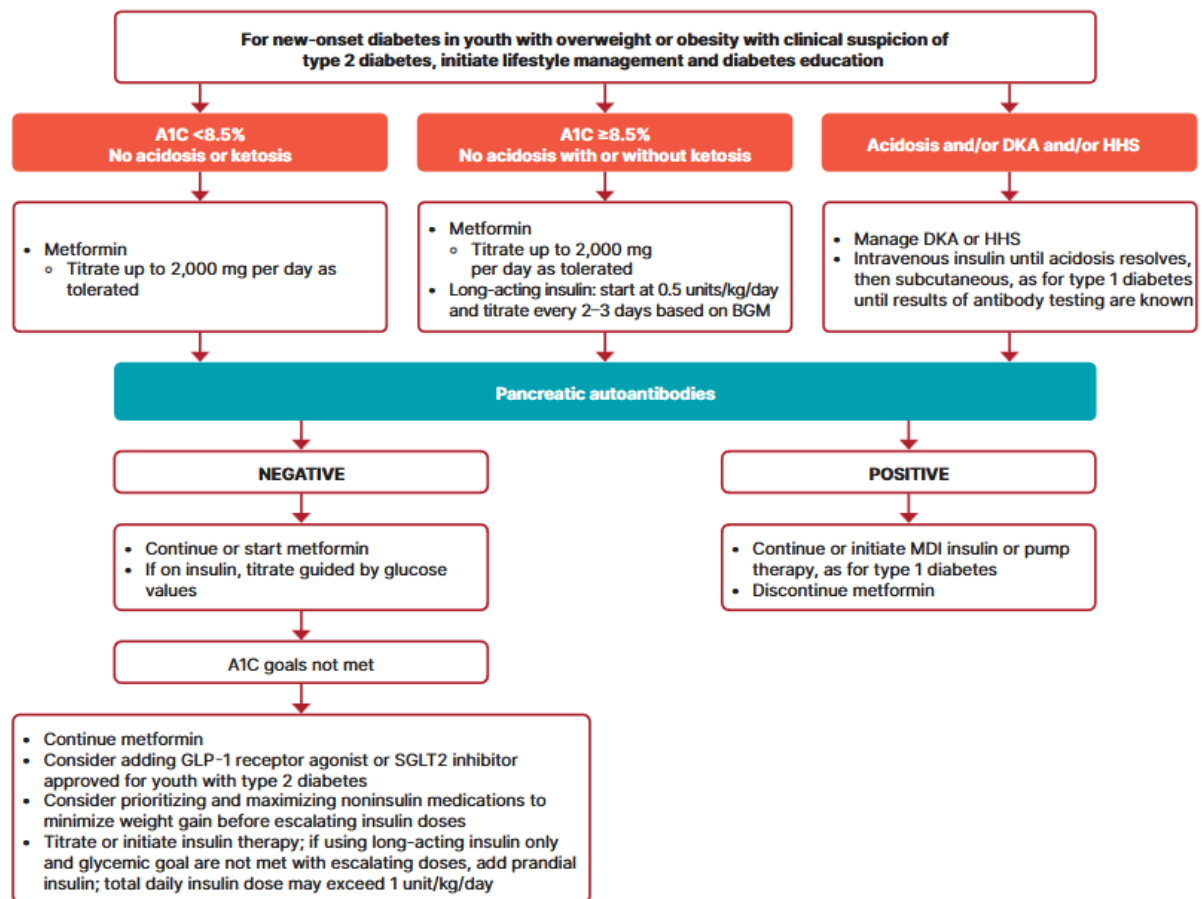 For new-onset diabetes in youth with overweight or obesity with clinical suspicion of
type 2 diabetes, initiate lifestyle management and diabetes education
A1C <8.5%
No acidosis or ketosis
A1C ≥8.5%
No acidosis with or without ketosis
Acidosis and/or DKA and/or HHS
• Metformin
○ Titrate up to 2,000 mg per day as
tolerated
• Metformin
○ Titrate up to 2,000 mg
per day as tolerated
• Long-acting insulin: start at 0.5 units/kg/day
and titrate every 2–3 days based on BGM
• Manage DKA or HHS
• Intravenous insulin until acidosis resolves,
then subcutaneous, as for type 1 diabetes
until results of antibody testing are known
Pancreatic autoantibodies
NEGATIVE
POSITIVE
• Continue or start metformin
• If on insulin, titrate guided by glucose
values
• Continue or initiate MDI insulin or pump
therapy, as for type 1 diabetes
• Discontinue metformin
A1C goals not met
• Continue metformin
• Consider adding GLP-1 receptor agonist or SGLT2 inhibitor
approved for youth with type 2 diabetes
• Consider prioritizing and maximizing noninsulin medications to
minimize weight gain before escalating insulin doses
• Titrate or initiate insulin therapy; if using long-acting insulin only
and glycemic goal are not met with escalating doses, add prandial
insulin; total daily insulin dose may exceed 1 unit/kg/day